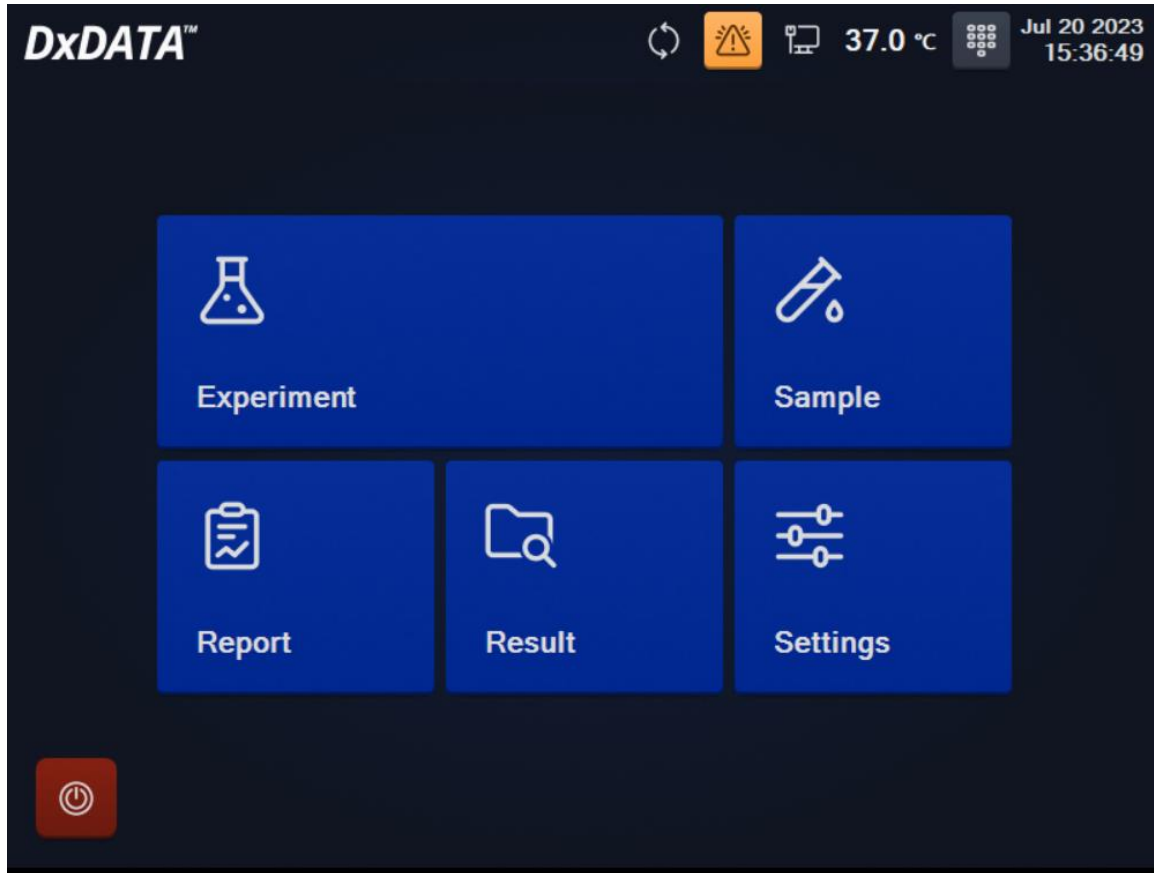 DxDATA™
37.0 ℃
Jul 20 2023
15:36:49
Experiment
Sample
Report
Result
Settings